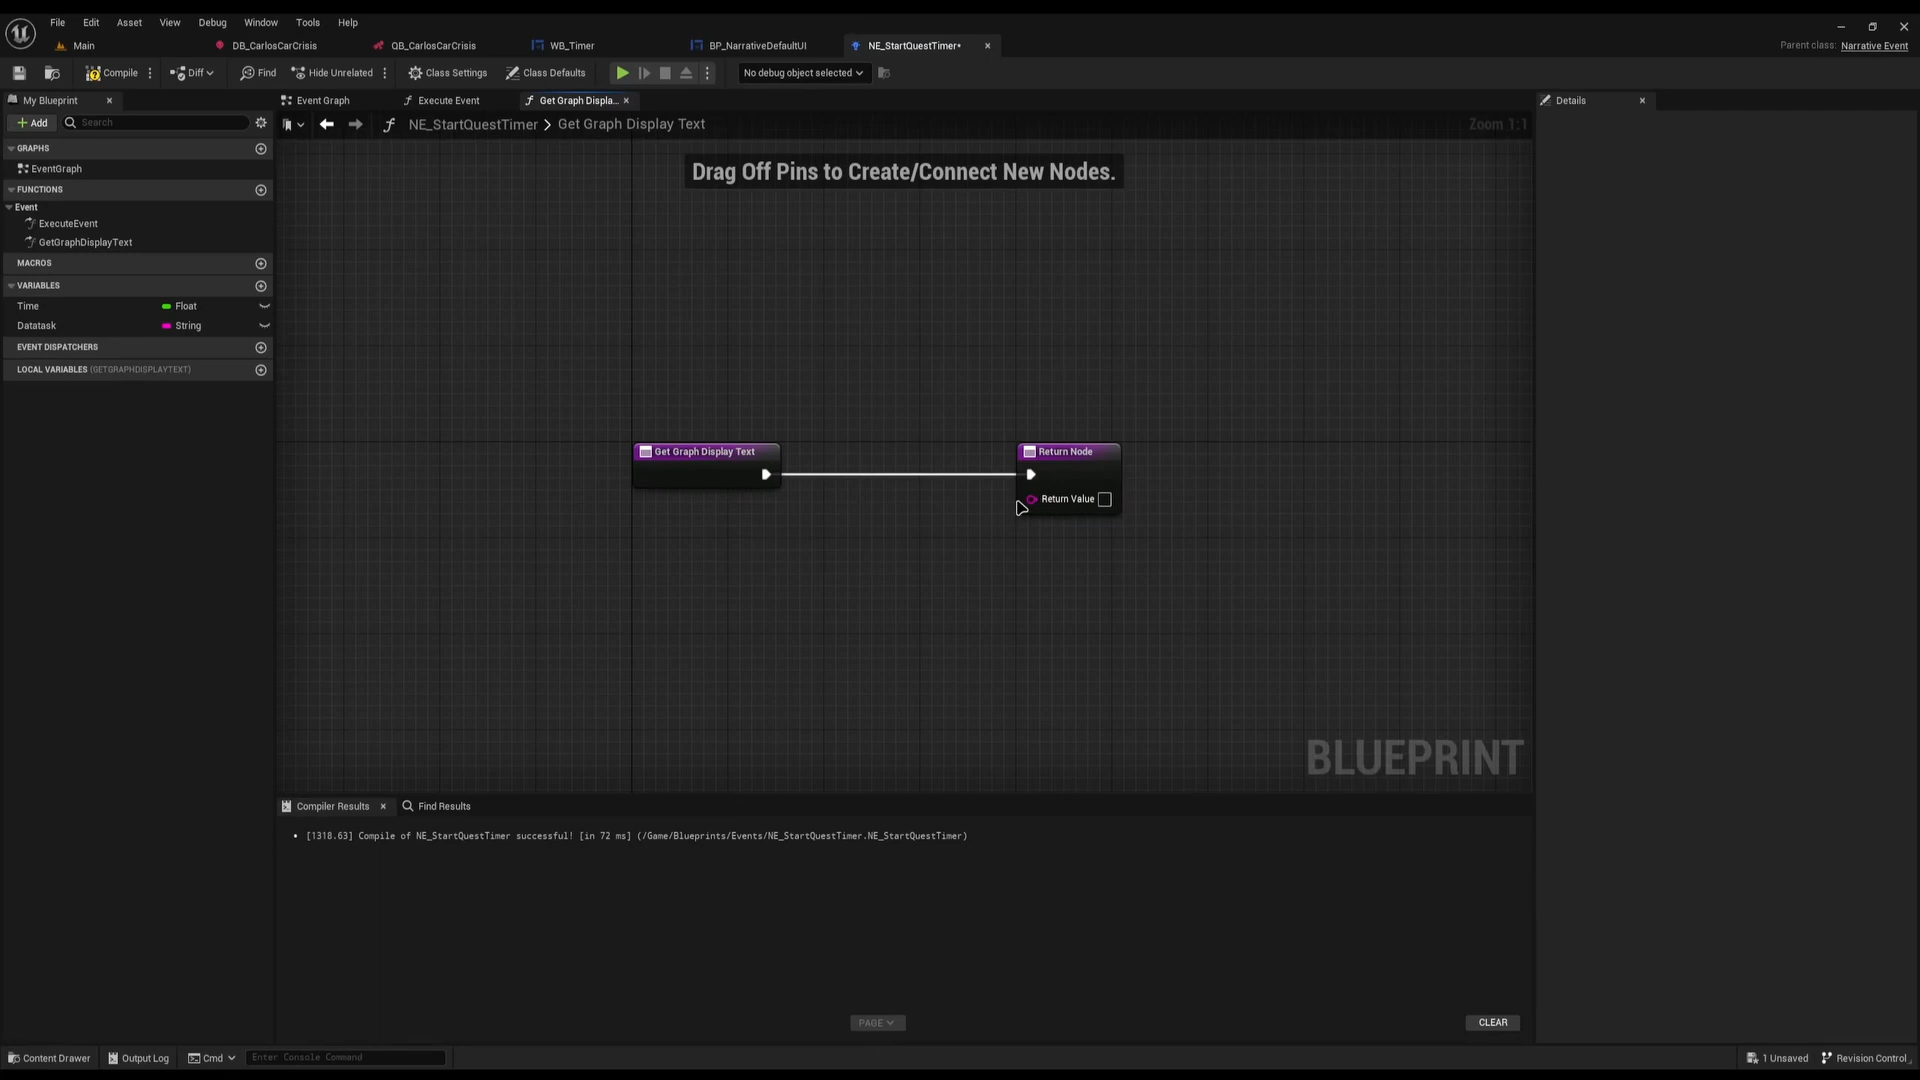 File Edit Asset View Debug Window Tools Help
Main DB_CarlosCarCrisis QB_CarlosCarCrisis WB_Timer BP_NarrativeDefaultUI NE_StartQuestTimer•
Parent class: Narrative Event
Compile Diff Find Hide Unrelated Class Settings Class Defaults No debug object selected
My Blueprint
Event Graph Execute Event Get Graph Displa...
Details
+ Add Search
NE_StartQuestTimer > Get Graph Display Text
Zoom 1:1
GRAPHS
EventGraph
FUNCTIONS
Event
ExecuteEvent
GetGraphDisplayText
MACROS
VARIABLES
Time Float
Datatask String
EVENT DISPATCHERS
LOCAL VARIABLES (GETGRAPHDISPLAYTEXT)
Drag Off Pins to Create/Connect New Nodes.
Get Graph Display Text
Return Node
Return Value
BLUEPRINT
Compiler Results Find Results
• [1318.63] Compile of NE_StartQuestTimer successful! [in 72 ms] (/Game/Blueprints/Events/NE_StartQuestTimer.NE_StartQuestTimer)
PAGE
CLEAR
Content Drawer Output Log Cmd Enter Console Command
1 Unsaved Revision Control